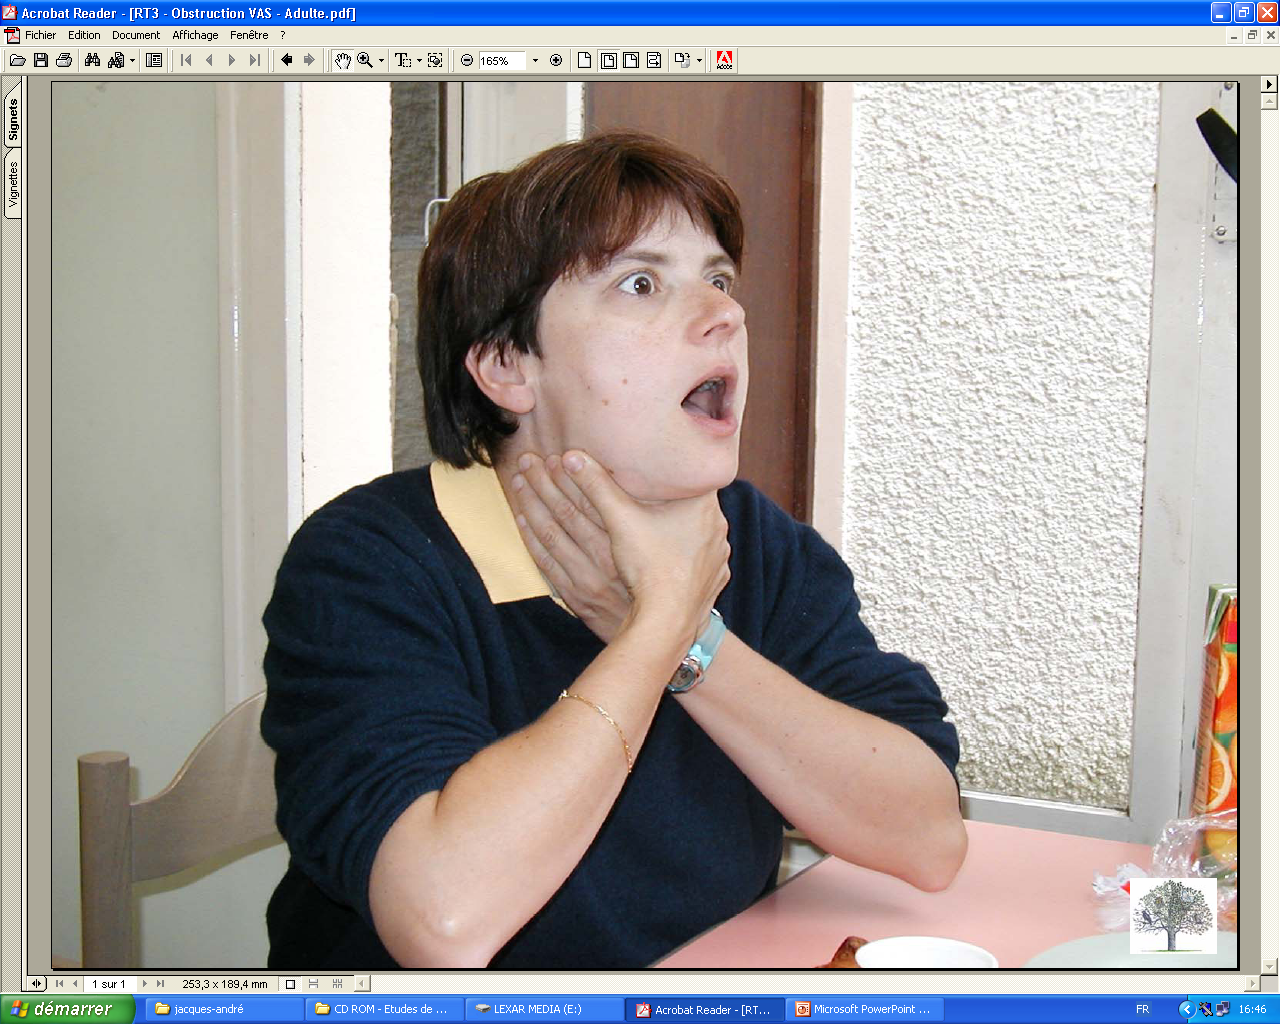 Acrobat Reader - [RT3 - Obstruction VAS - Adulte.pdf]
Fichier Edition Document Affichage Fenêtre ?
165%
Adobe
Signets
Vignettes
1 sur 1 253,3 x 189,4 mm
démarrer jacques-andré CD ROM - Etudes de ... LEXAR MEDIA (E:) Acrobat Reader - [RT... Microsoft PowerPoint ... FR 16:46